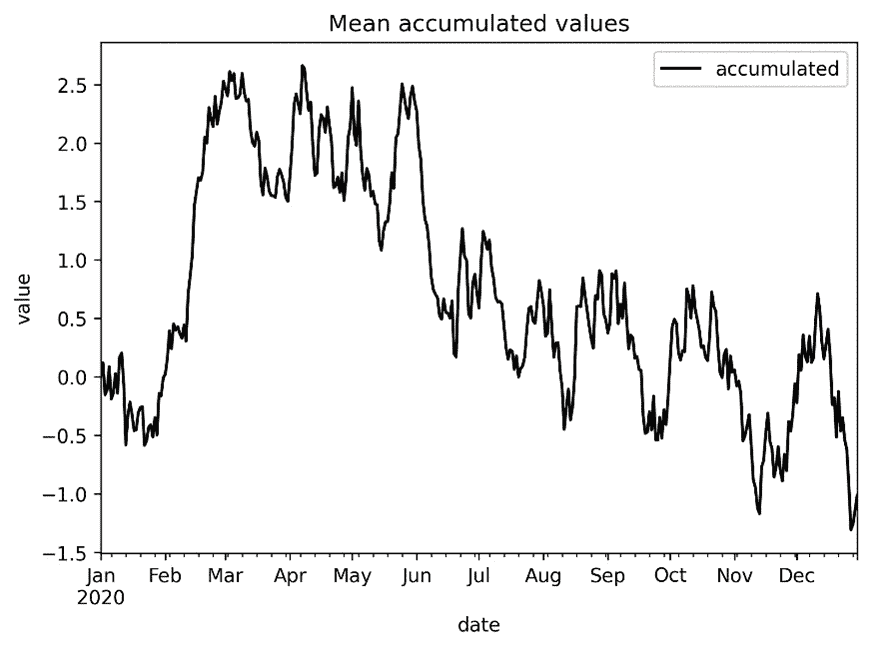 Mean accumulated values
accumulated
value
2.5
2.0
1.5
1.0
0.5
0.0
−0.5
−1.0
−1.5
Jan Feb Mar Apr May Jun Jul Aug Sep Oct Nov Dec
2020
date